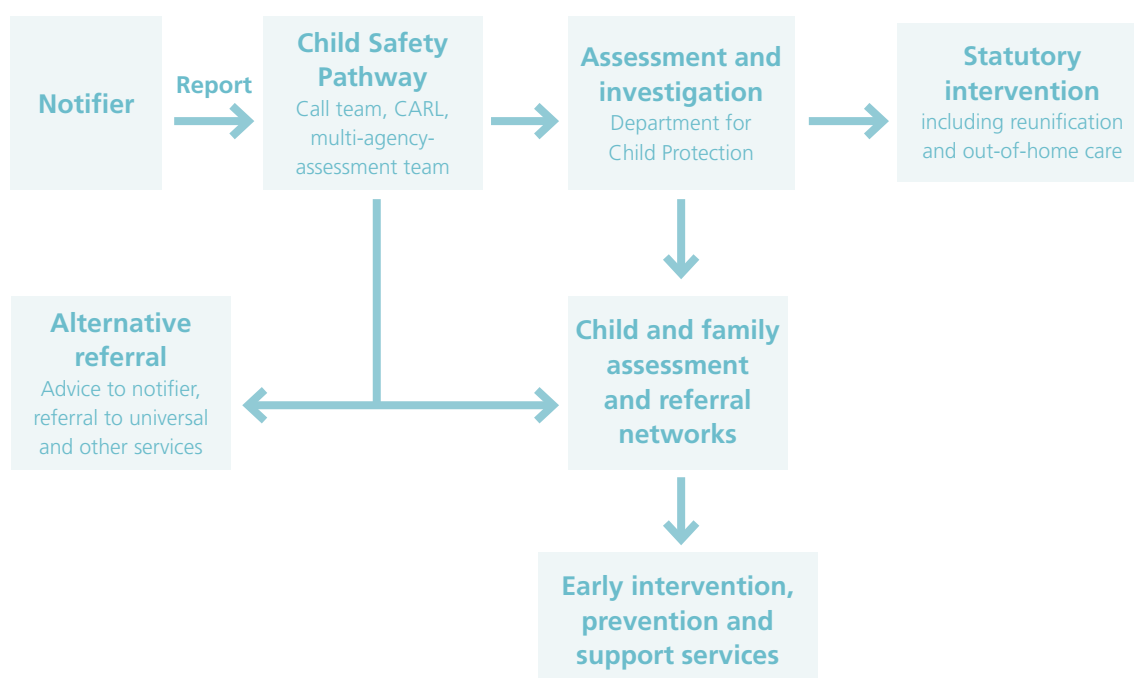 Notifier
Report
Child Safety
Pathway
Call team, CARL,
multi-agency-
assessment team
Assessment and
investigation
Department for
Child Protection
Statutory
intervention
including reunification
and out-of-home care
Alternative
referral
Advice to notifier,
referral to universal
and other services
Child and family
assessment
and referral
networks
Early intervention,
prevention and
support services